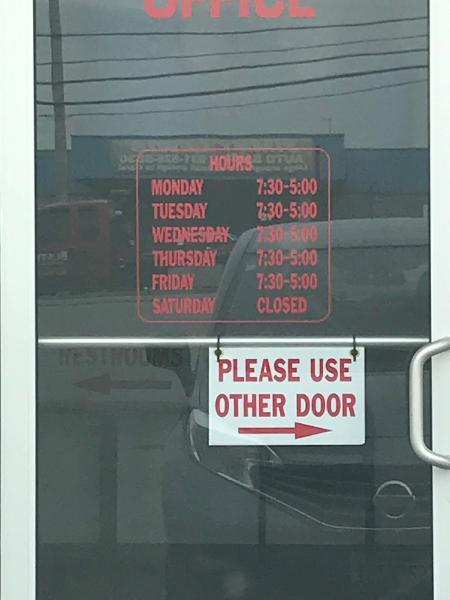 OFFICE
HOURS
MONDAY 7:30-5:00
TUESDAY 7:30-5:00
WEDNESDAY 7:30-5:00
THURSDAY 7:30-5:00
FRIDAY 7:30-5:00
SATURDAY CLOSED
RESTROOMS
PLEASE USE
OTHER DOOR